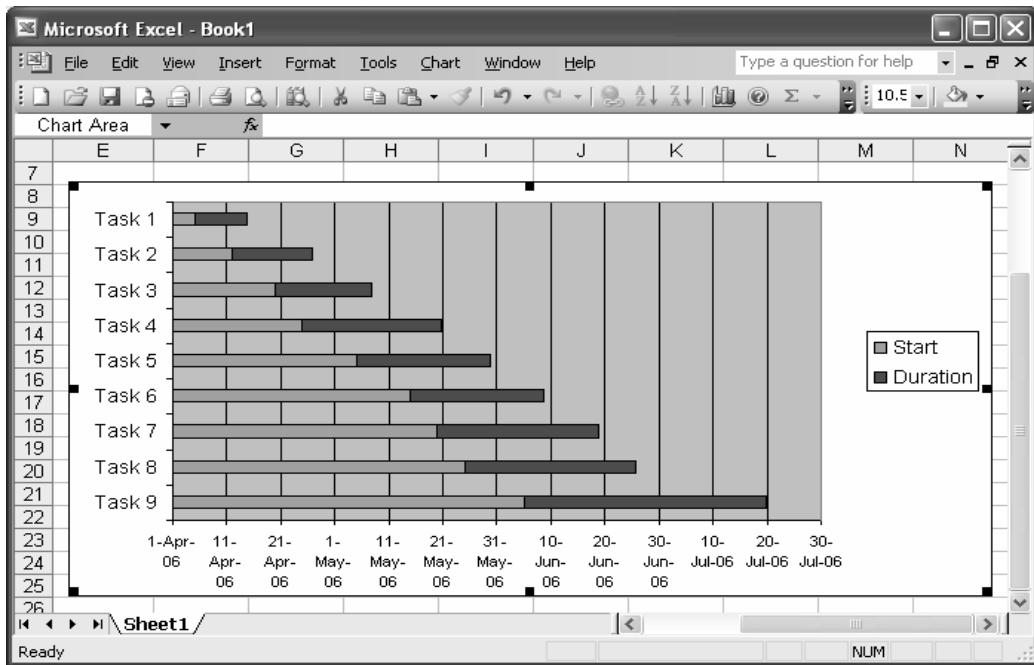 Microsoft Excel - Book1
File Edit View Insert Format Tools Chart Window Help Type a question for help
Σ 10.5
Chart Area fx
E F G H I J K L M N
7
8
9
10
11
12
13
14
15
16
17
18
19
20
21
22
23
24
25
26
Task 1
Task 2
Task 3
Task 4
Task 5
Task 6
Task 7
Task 8
Task 9
Start
Duration
1-Apr- 11- 21- 1- 11- 21- 31- 10- 20- 30- 10- 20- 30-
06 Apr- Apr- May- May- May- May- Jun- Jun- Jun- Jul-06 Jul-06 Jul-06
06 06 06 06 06 06 06 06 06
Sheet1
Ready NUM